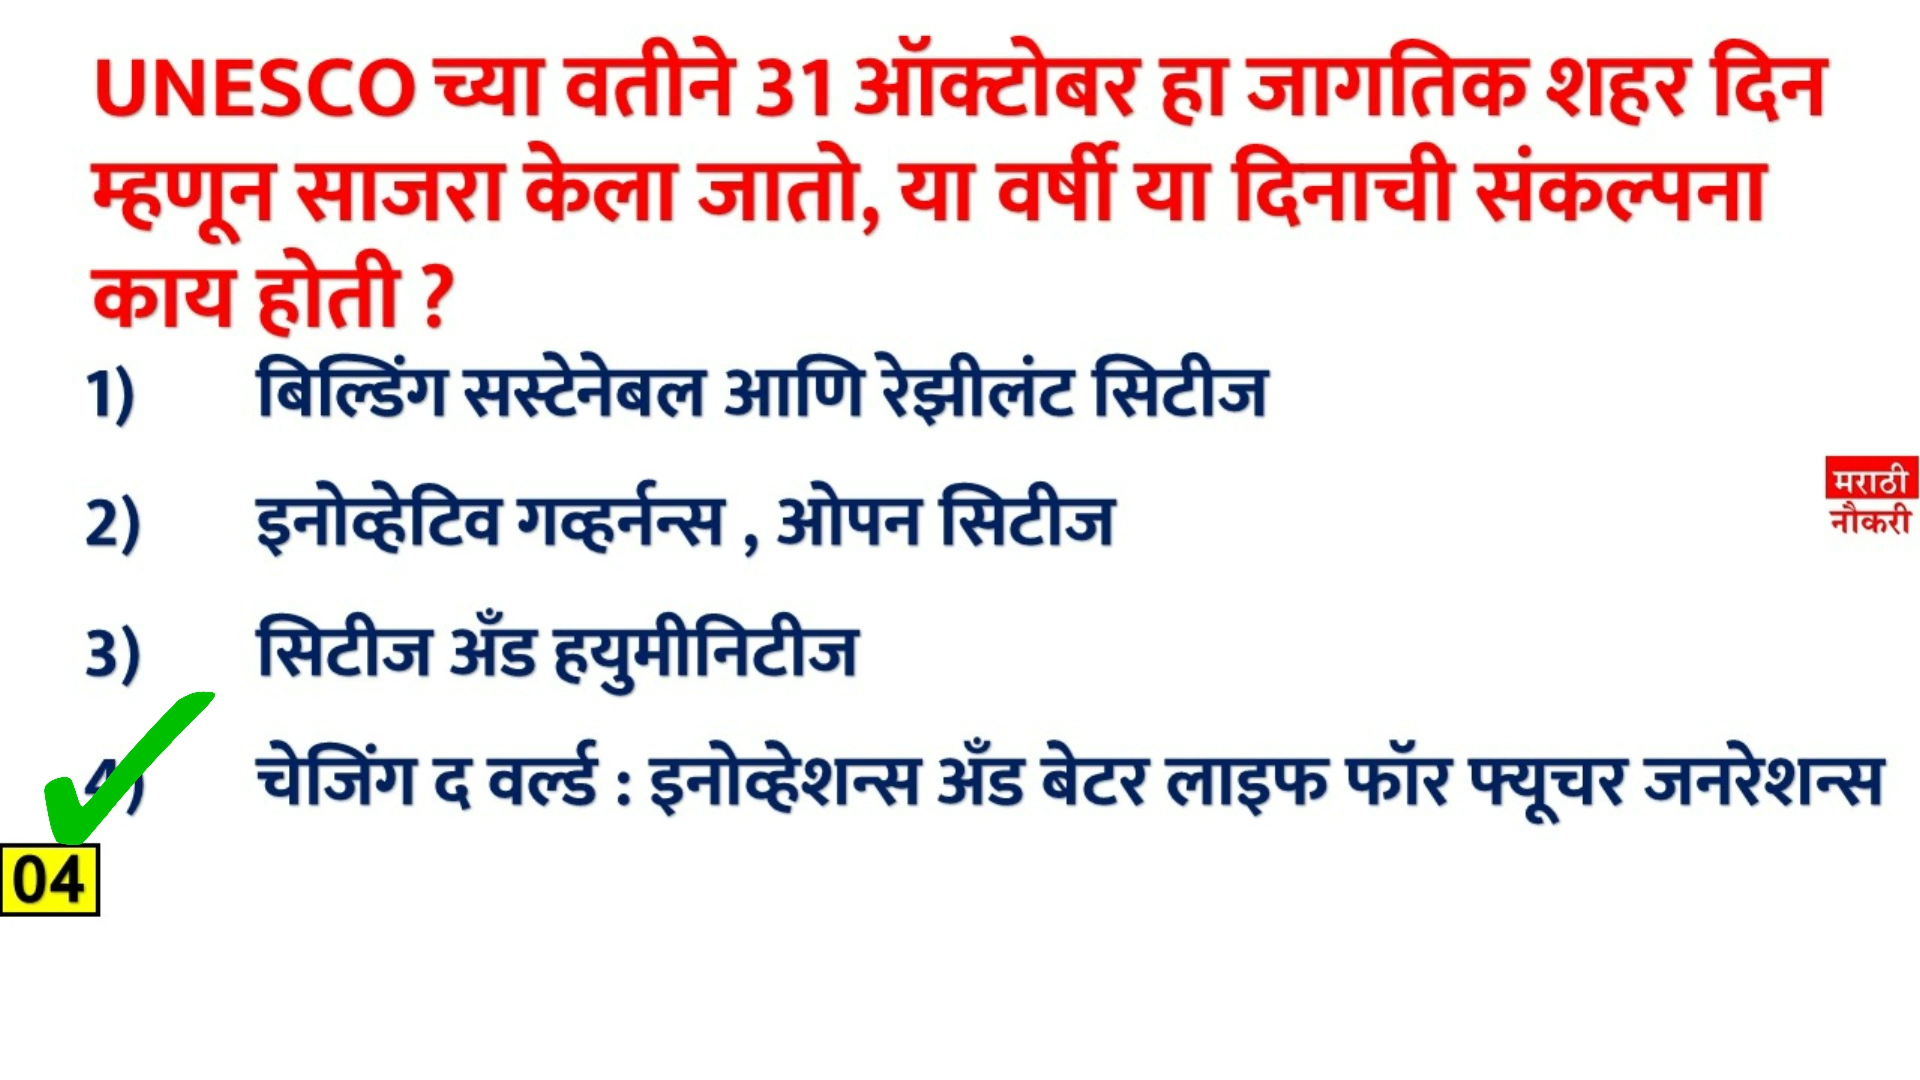 UNESCO च्या वतीने 31 ऑक्टोबर हा जागतिक शहर दिन
म्हणून साजरा केला जातो, या वर्षी या दिनाची संकल्पना
काय होती ?
1) बिल्डिंग सस्टेनेबल आणि रेझीलंट सिटीज
2) इनोव्हेटिव गव्हर्नन्स , ओपन सिटीज
मराठी
नौकरी
3) सिटीज अँड हयुमीनिटीज
4) चेजिंग द वर्ल्ड : इनोव्हेशन्स अँड बेटर लाइफ फॉर फ्यूचर जनरेशन्स
04